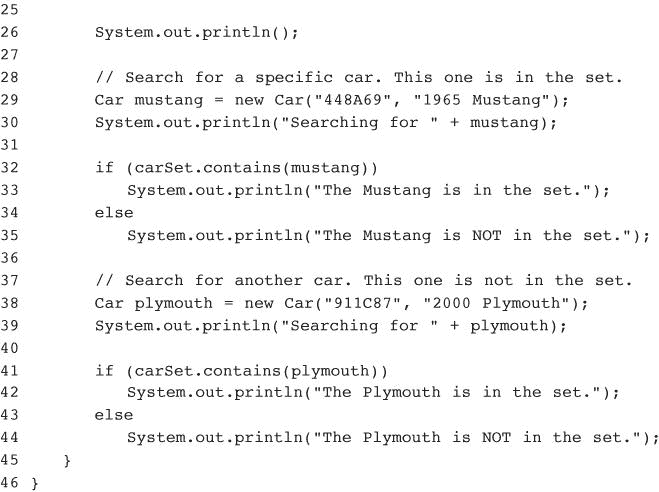 25
26 System.out.println();
27
28 // Search for a specific car. This one is in the set.
29 Car mustang = new Car("448A69", "1965 Mustang");
30 System.out.println("Searching for " + mustang);
31
32 if (carSet.contains(mustang))
33 System.out.println("The Mustang is in the set.");
34 else
35 System.out.println("The Mustang is NOT in the set.");
36
37 // Search for another car. This one is not in the set.
38 Car plymouth = new Car("911C87", "2000 Plymouth");
39 System.out.println("Searching for " + plymouth);
40
41 if (carSet.contains(plymouth))
42 System.out.println("The Plymouth is in the set.");
43 else
44 System.out.println("The Plymouth is NOT in the set.");
45 }
46 }